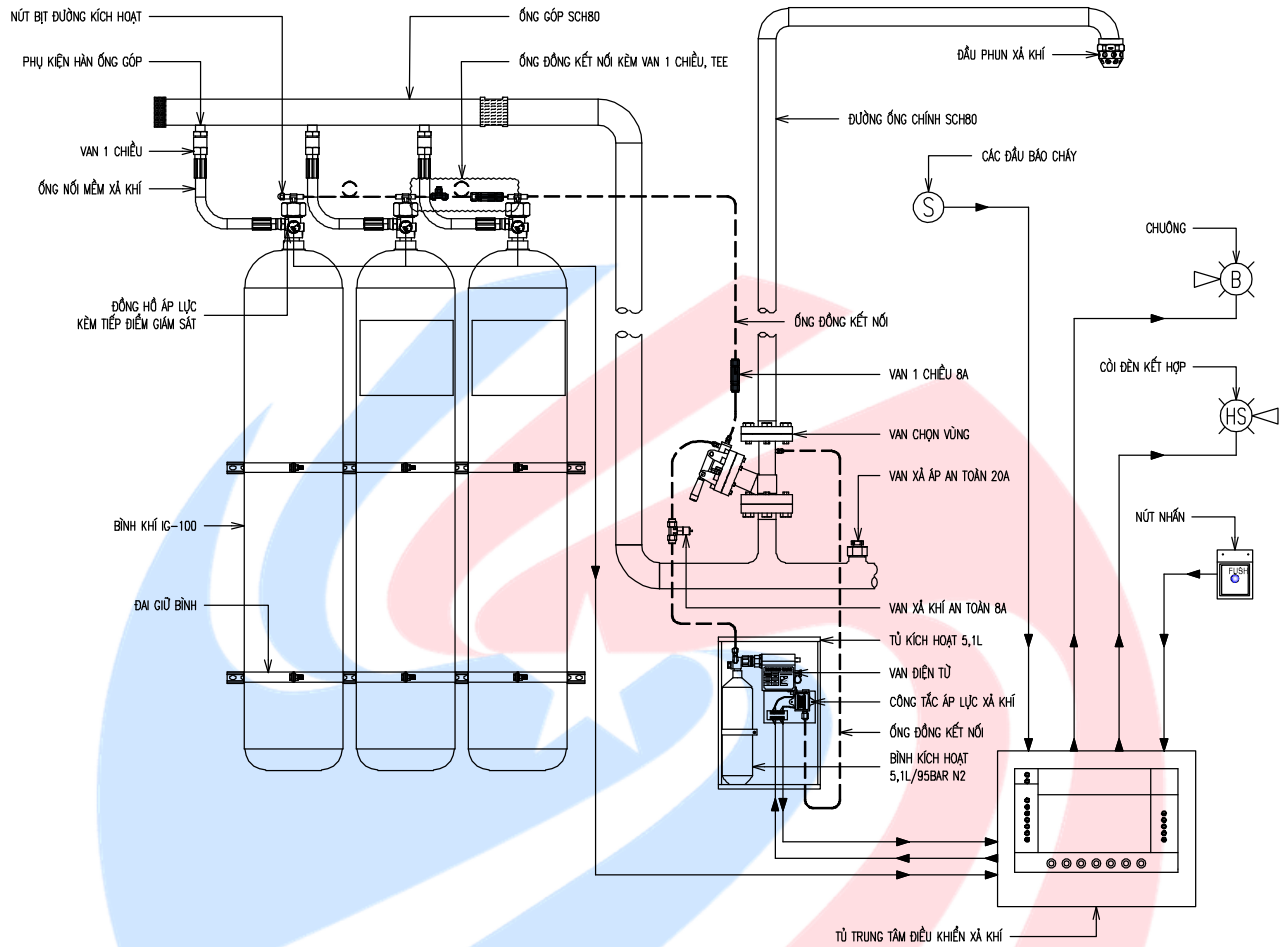 NÚT BỊT ĐƯỜNG KÍCH HOẠT
ỐNG GÓP SCH80
PHỤ KIỆN HÀN ỐNG GÓP
ỐNG ĐỒNG KẾT NỐI KÈM VAN 1 CHIỀU, TEE
ĐẦU PHUN XẢ KHÍ
ĐƯỜNG ỐNG CHÍNH SCH80
VAN 1 CHIỀU
CÁC ĐẦU BÁO CHÁY
ỐNG NỐI MỀM XẢ KHÍ
S
CHUÔNG
B
ĐỒNG HỒ ÁP LỰC
KÈM TIẾP ĐIỂM GIÁM SÁT
ỐNG ĐỒNG KẾT NỐI
VAN 1 CHIỀU 8A
CÒI ĐÈN KẾT HỢP
HS
VAN CHỌN VÙNG
VAN XẢ ÁP AN TOÀN 20A
BÌNH KHÍ IG-100
NÚT NHẤN
PUSH
ĐAI GIỮ BÌNH
VAN XẢ KHÍ AN TOÀN 8A
TỦ KÍCH HOẠT 5,1L
VAN ĐIỆN TỪ
CÔNG TẮC ÁP LỰC XẢ KHÍ
ỐNG ĐỒNG KẾT NỐI
BÌNH KÍCH HOẠT
5,1L/95BAR N2
TỦ TRUNG TÂM ĐIỀU KHIỂN XẢ KHÍ